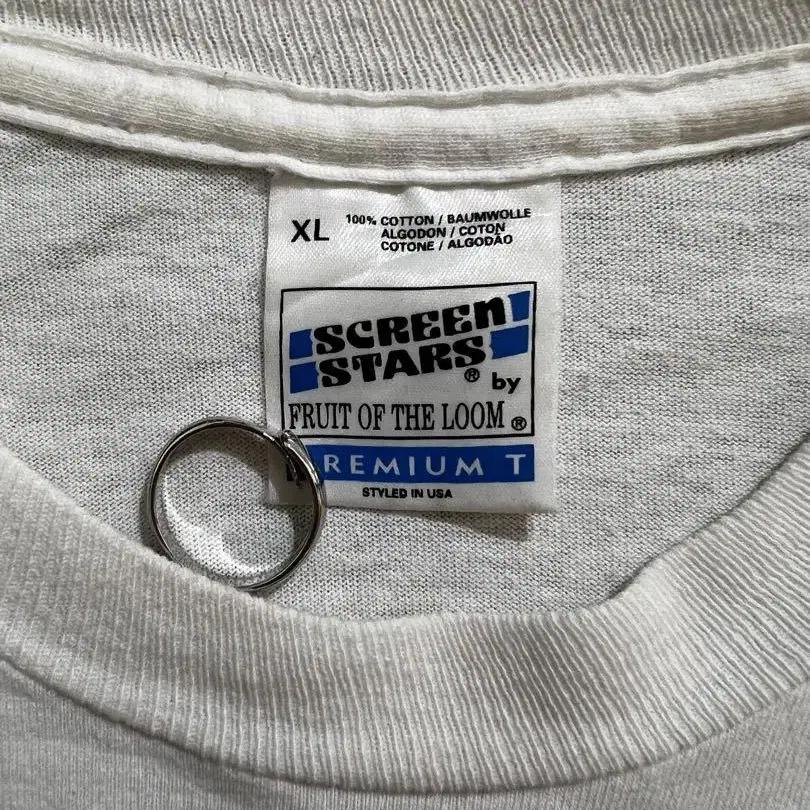 XL
100% COTTON / BAUMWOLLE
ALGODON / COTON
COTONE / ALGODÃO
SCREEN
STARS® by
FRUIT OF THE LOOM®
REMIUM T
STYLED IN USA